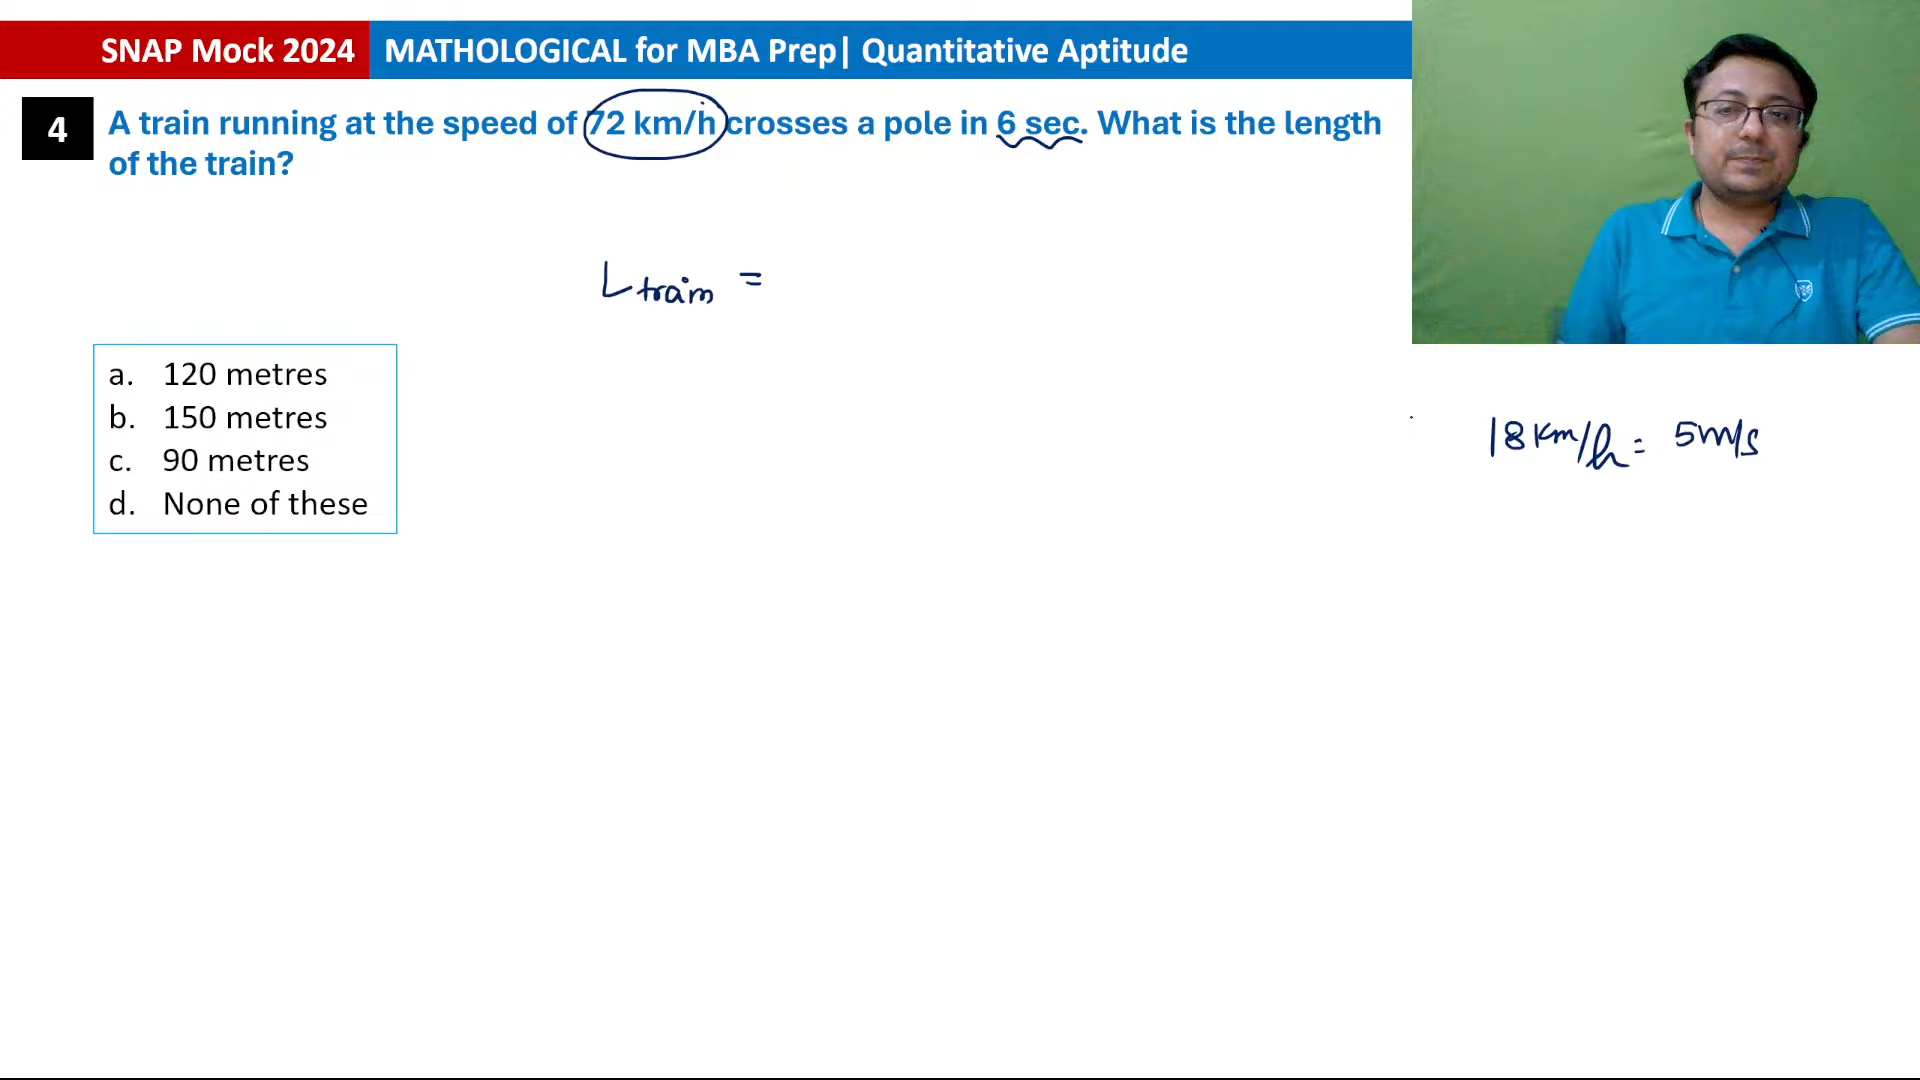 SNAP Mock 2024 MATHOLOGICAL for MBA Prep| Quantitative Aptitude
4 A train running at the speed of 72 km/h crosses a pole in 6 sec. What is the length
of the train?
L train =
a. 120 metres
b. 150 metres
c. 90 metres
d. None of these
18 km/h = 5m/s